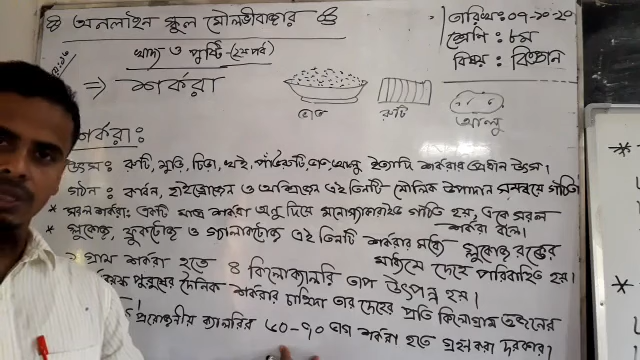 অনলাইন স্কুল মৌলভীবাজার
তারিখ: ০৭-১০-২০
শ্রেণি: ৮ম
বিষয়: বিজ্ঞান
খাদ্য ও পুষ্টি-(২য় পর্ব)
⇒ শর্করা
ভাত
রুটি
আলু
শর্করাঃ
উৎস: রুটি, মুড়ি, চিড়া, খই, পাউরুটি, ভাত, আলু ইত্যাদি শর্করার প্রধান উৎস।
গঠন: কার্বন, হাইড্রোজেন ও অক্সিজেন এই তিনটি মৌলিক উপাদান সমন্বয়ে গঠিত।
* সরল শর্করা: একটি মাত্র শর্করা অণু দিয়ে মনোস্যাকারাইড গঠিত হয়, একে সরল শর্করা বলে।
* গ্লুকোজ, ফ্রুকটোজ ও গ্যালাকটোজ এই তিনটি শর্করার মধ্যে গ্লুকোজ রক্তের মাধ্যমে দেহে পরিবাহিত হয়।
গ্রাম শর্করা হতে ৪ কিলোক্যালরি তাপ উৎপন্ন হয়।
পুরুষের দৈনিক শর্করার চাহিদা তার দেহের প্রতি কিলোগ্রাম ওজনের
প্রয়োজনীয় ক্যালরির ৬০-৭০ ভাগ শর্করা হতে গ্রহণ করা দরকার।